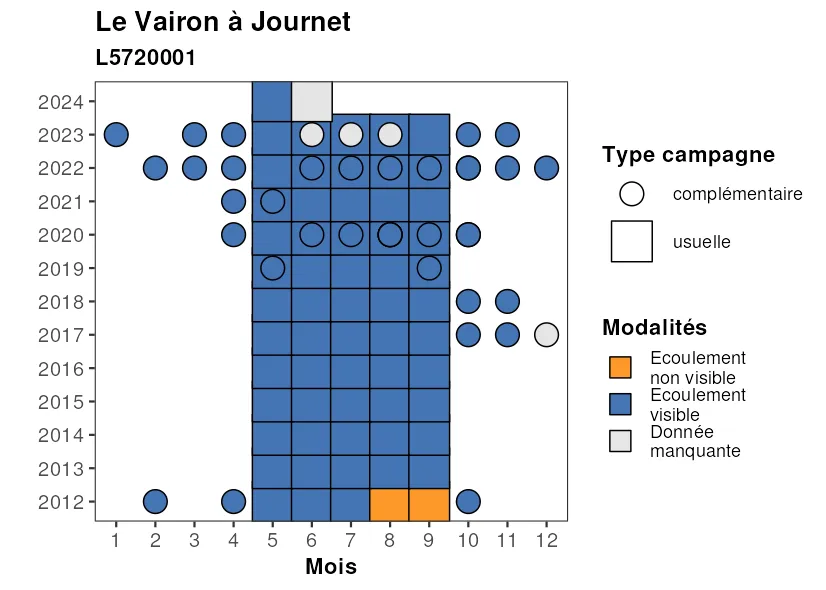 Le Vairon à Journet
L5720001
2024
2023
2022
2021
2020
2019
2018
2017
2016
2015
2014
2013
2012
1 2 3 4 5 6 7 8 9 10 11 12
Mois
Type campagne
complémentaire
usuelle
Modalités
Ecoulement
non visible
Ecoulement
visible
Donnée
manquante